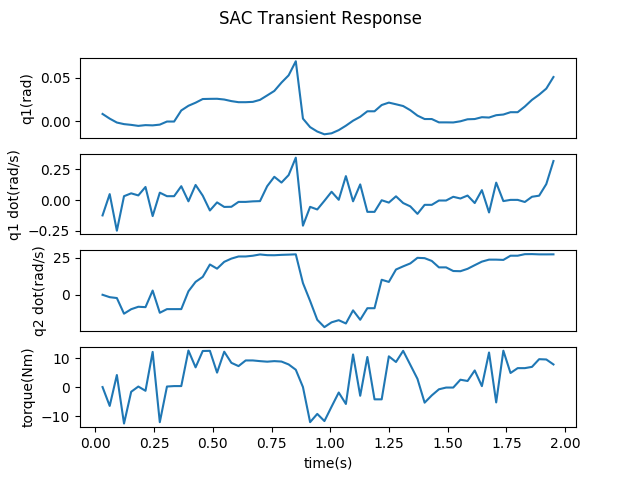 SAC Transient Response
q1(rad)
0.05
0.00
q1 dot(rad/s)
0.25
0.00
−0.25
q2 dot(rad/s)
25
0
torque(Nm)
10
0
−10
0.00 0.25 0.50 0.75 1.00 1.25 1.50 1.75 2.00
time(s)